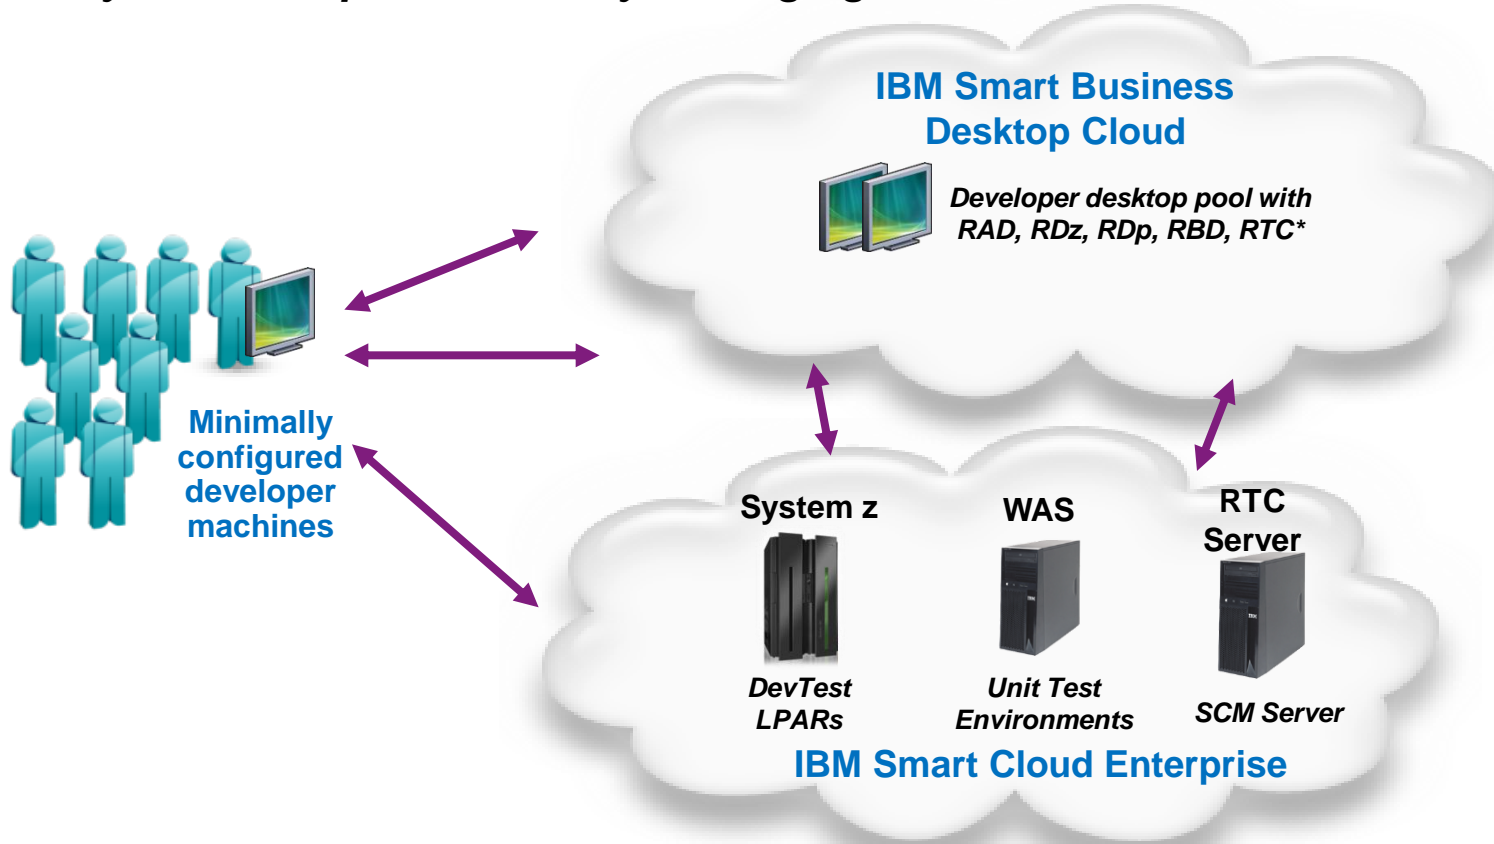 IBM Smart Business
Desktop Cloud
Developer desktop pool with
RAD, RDz, RDp, RBD, RTC*
Minimally
configured
developer
machines
System z
WAS
RTC
Server
DevTest
LPARs
Unit Test
Environments
SCM Server
IBM Smart Cloud Enterprise